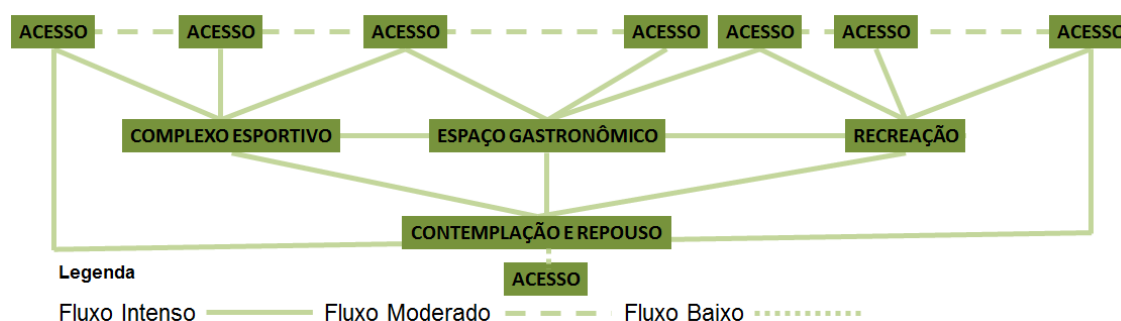 ACESSO ACESSO ACESSO ACESSO ACESSO ACESSO ACESSO
COMPLEXO ESPORTIVO ESPAÇO GASTRONÔMICO RECREAÇÃO
CONTEMPLAÇÃO E REPOUSO
ACESSO
Legenda
Fluxo Intenso Fluxo Moderado Fluxo Baixo